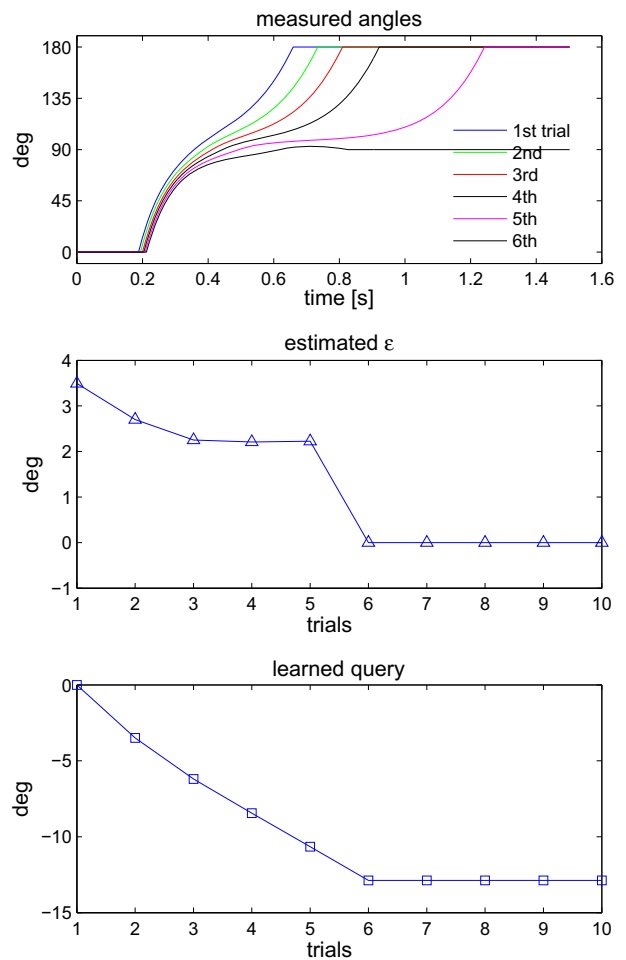 measured angles
180
135
90
45
0
deg
1st trial
2nd
3rd
4th
5th
6th
0 0.2 0.4 0.6 0.8 1 1.2 1.4 1.6
time [s]
estimated ε
4
3
2
1
0
−1
deg
1 2 3 4 5 6 7 8 9 10
trials
learned query
0
−5
−10
−15
deg
1 2 3 4 5 6 7 8 9 10
trials